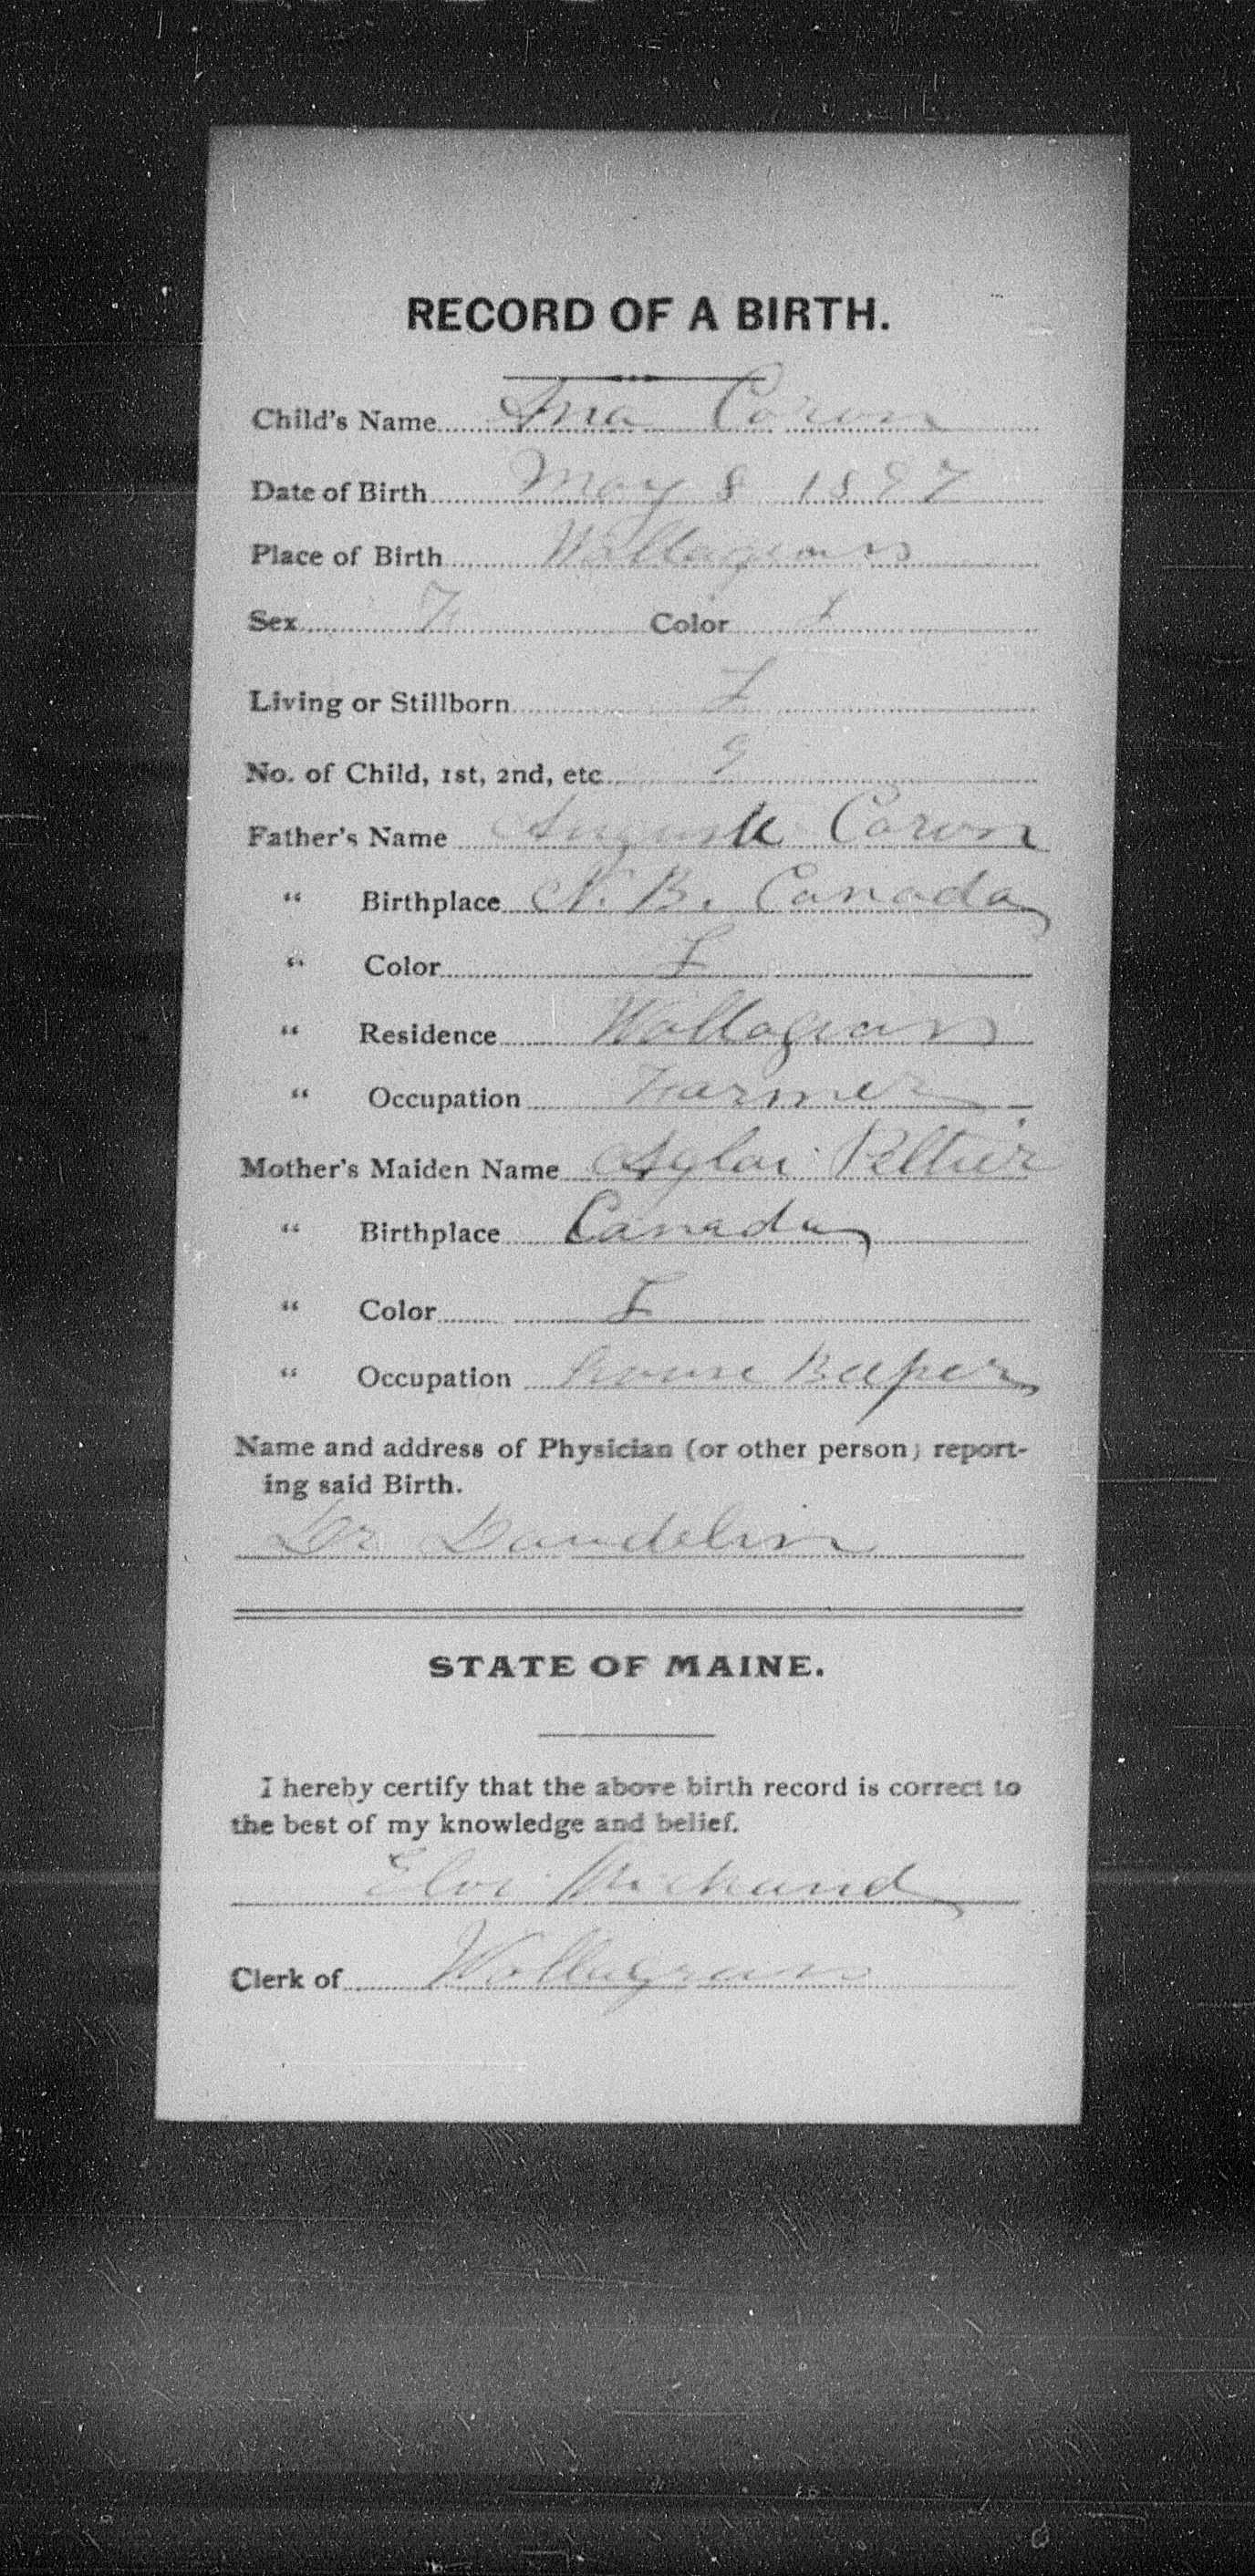 RECORD OF A BIRTH.
Child's Name Ana Caron
Date of Birth May 8 1897
Place of Birth Wallagrass
Sex F Color
Living or Stillborn L
No. of Child, 1st, 2nd, etc 9
Father's Name Auguste Caron
" Birthplace N. B. Canada
" Color
" Residence Wallagrass
" Occupation Farmer
Mother's Maiden Name Aglai Peltier
" Birthplace Canada
" Color
" Occupation house Keeper
Name and address of Physician (or other person) report-
ing said Birth.
Dr Dandelin
STATE OF MAINE.
I hereby certify that the above birth record is correct to
the best of my knowledge and belief.
Eloi Michaud
Clerk of Wallagrass